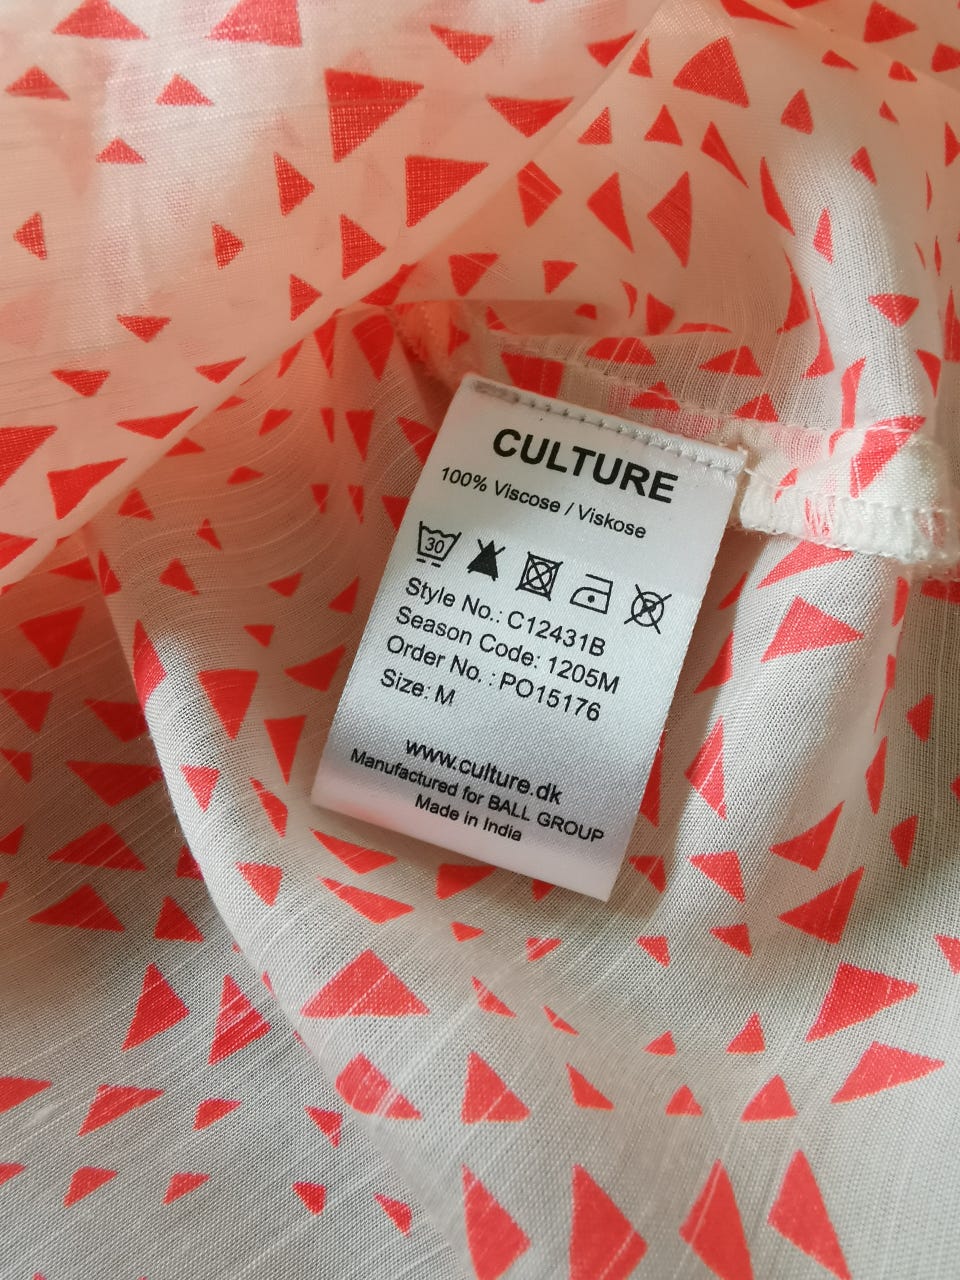 CULTURE
100% Viscose / Viskose
30
Style No.: C12431B
Season Code: 1205M
Order No. : PO15176
Size: M
www.culture.dk
Manufactured for BALL GROUP
Made in India